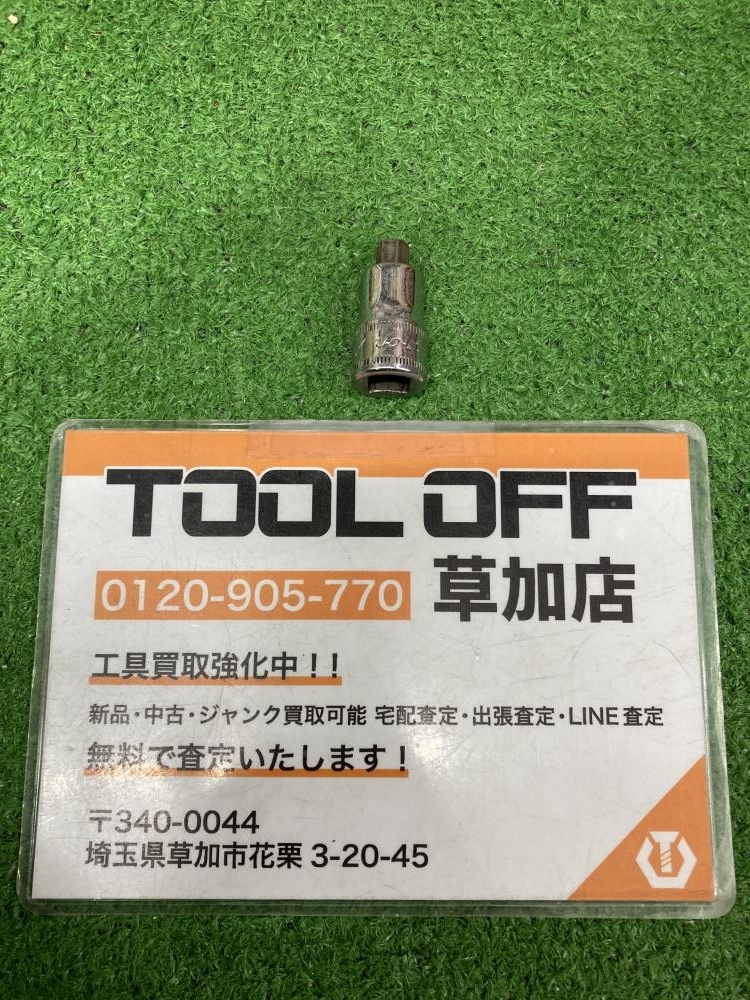 TOOL OFF
0120-905-770 草加店
工具買取強化中！！
新品・中古・ジャンク買取可能 宅配査定・出張査定・LINE査定
無料で査定いたします！
〒340-0044
埼玉県草加市花栗 3-20-45